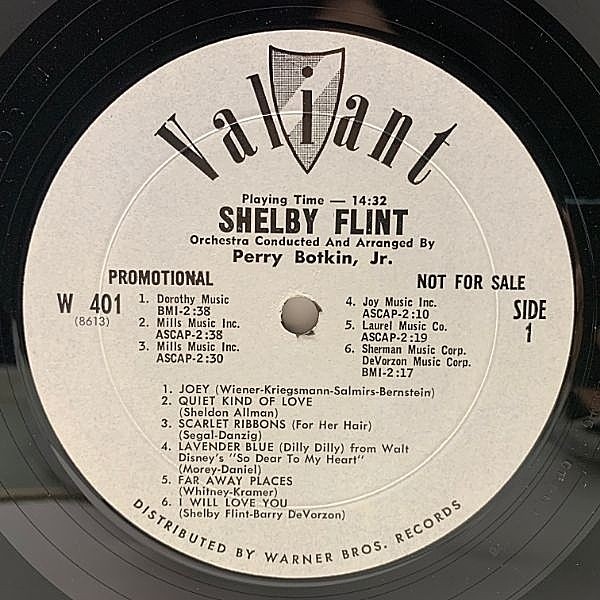 Valiant
Playing Time — 14:32
SHELBY FLINT
Orchestra Conducted And Arranged By
Perry Botkin, Jr.
PROMOTIONAL
NOT FOR SALE
W 401
(8613)
1. Dorothy Music
BMI-2:38
2. Mills Music Inc.
ASCAP-2:38
3. Mills Music Inc.
ASCAP-2:30
4. Joy Music Inc.
ASCAP-2:10
5. Laurel Music Co.
ASCAP-2:19
6. Sherman Music Corp.
DeVorzon Music Corp.
BMI-2:17
SIDE
1
1. JOEY (Wiener-Kriegsmann-Salmirs-Bernstein)
2. QUIET KIND OF LOVE
(Sheldon Allman)
3. SCARLET RIBBONS (For Her Hair)
(Segal-Danzig)
4. LAVENDER BLUE (Dilly Dilly) from Walt
Disney's "So Dear To My Heart"
(Morey-Daniel)
5. FAR AWAY PLACES
(Whitney-Kramer)
6. I WILL LOVE YOU
(Shelby Flint-Barry DeVorzon)
DISTRIBUTED BY WARNER BROS. RECORDS